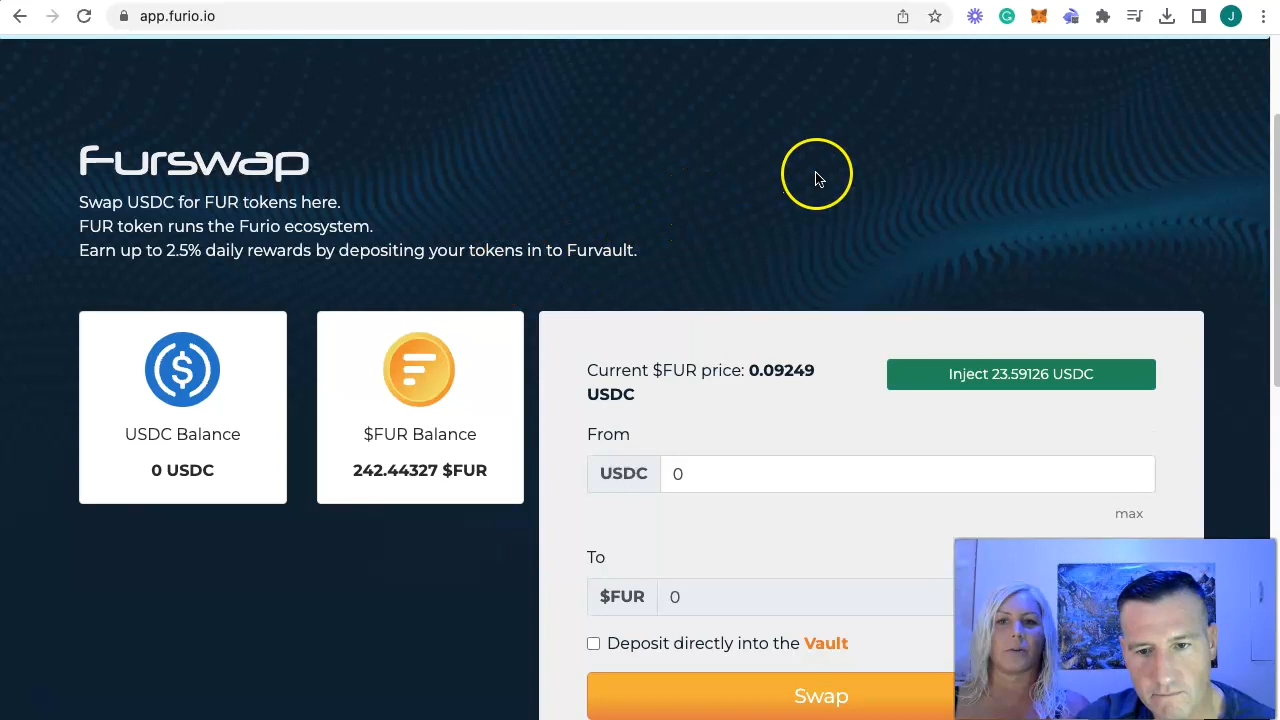 app.furio.io
J
Furswap
Swap USDC for FUR tokens here.
FUR token runs the Furio ecosystem.
Earn up to 2.5% daily rewards by depositing your tokens in to Furvault.
USDC Balance
0 USDC
$FUR Balance
242.44327 $FUR
Current $FUR price: 0.09249
USDC
Inject 23.59126 USDC
From
USDC 0
max
To
$FUR 0
Deposit directly into the Vault
Swap